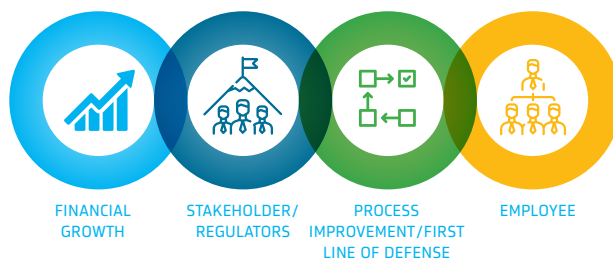 FINANCIAL
GROWTH
STAKEHOLDER/
REGULATORS
PROCESS
IMPROVEMENT/FIRST
LINE OF DEFENSE
EMPLOYEE